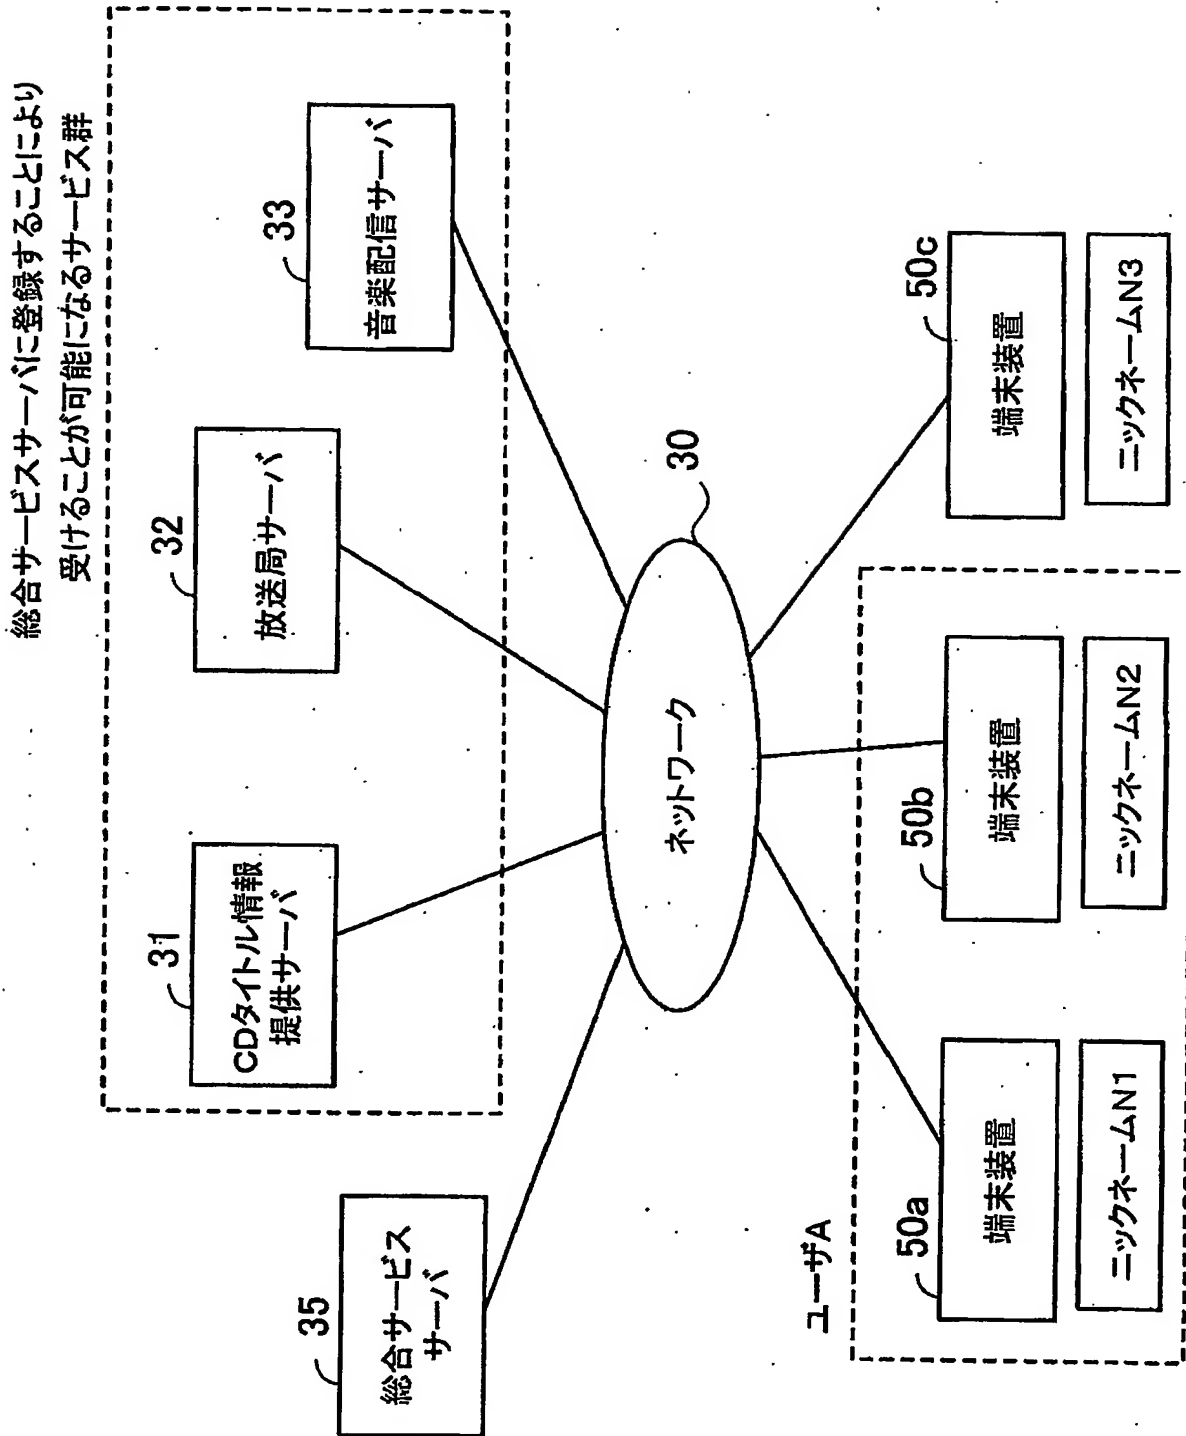 総合サービスサーバに登録することにより
受けることが可能になるサービス群
35
総合サービス
サーバ
31
CDタイトル情報
提供サーバ
32
放送局サーバ
33
音楽配信サーバ
30
ネットワーク
ユーザA
50a
端末装置
ニックネームN1
50b
端末装置
ニックネームN2
50c
端末装置
ニックネームN3